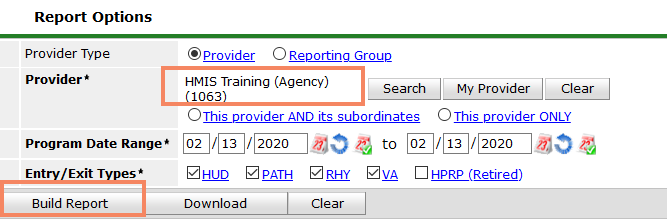 Report Options
Provider Type Provider Reporting Group
Provider* HMIS Training (Agency)
(1063) Search My Provider Clear
This provider AND its subordinates This provider ONLY
Program Date Range* 02 / 13 / 2020 to 02 / 13 / 2020
Entry/Exit Types* HUD PATH RHY VA HPRP (Retired)
Build Report Download Clear